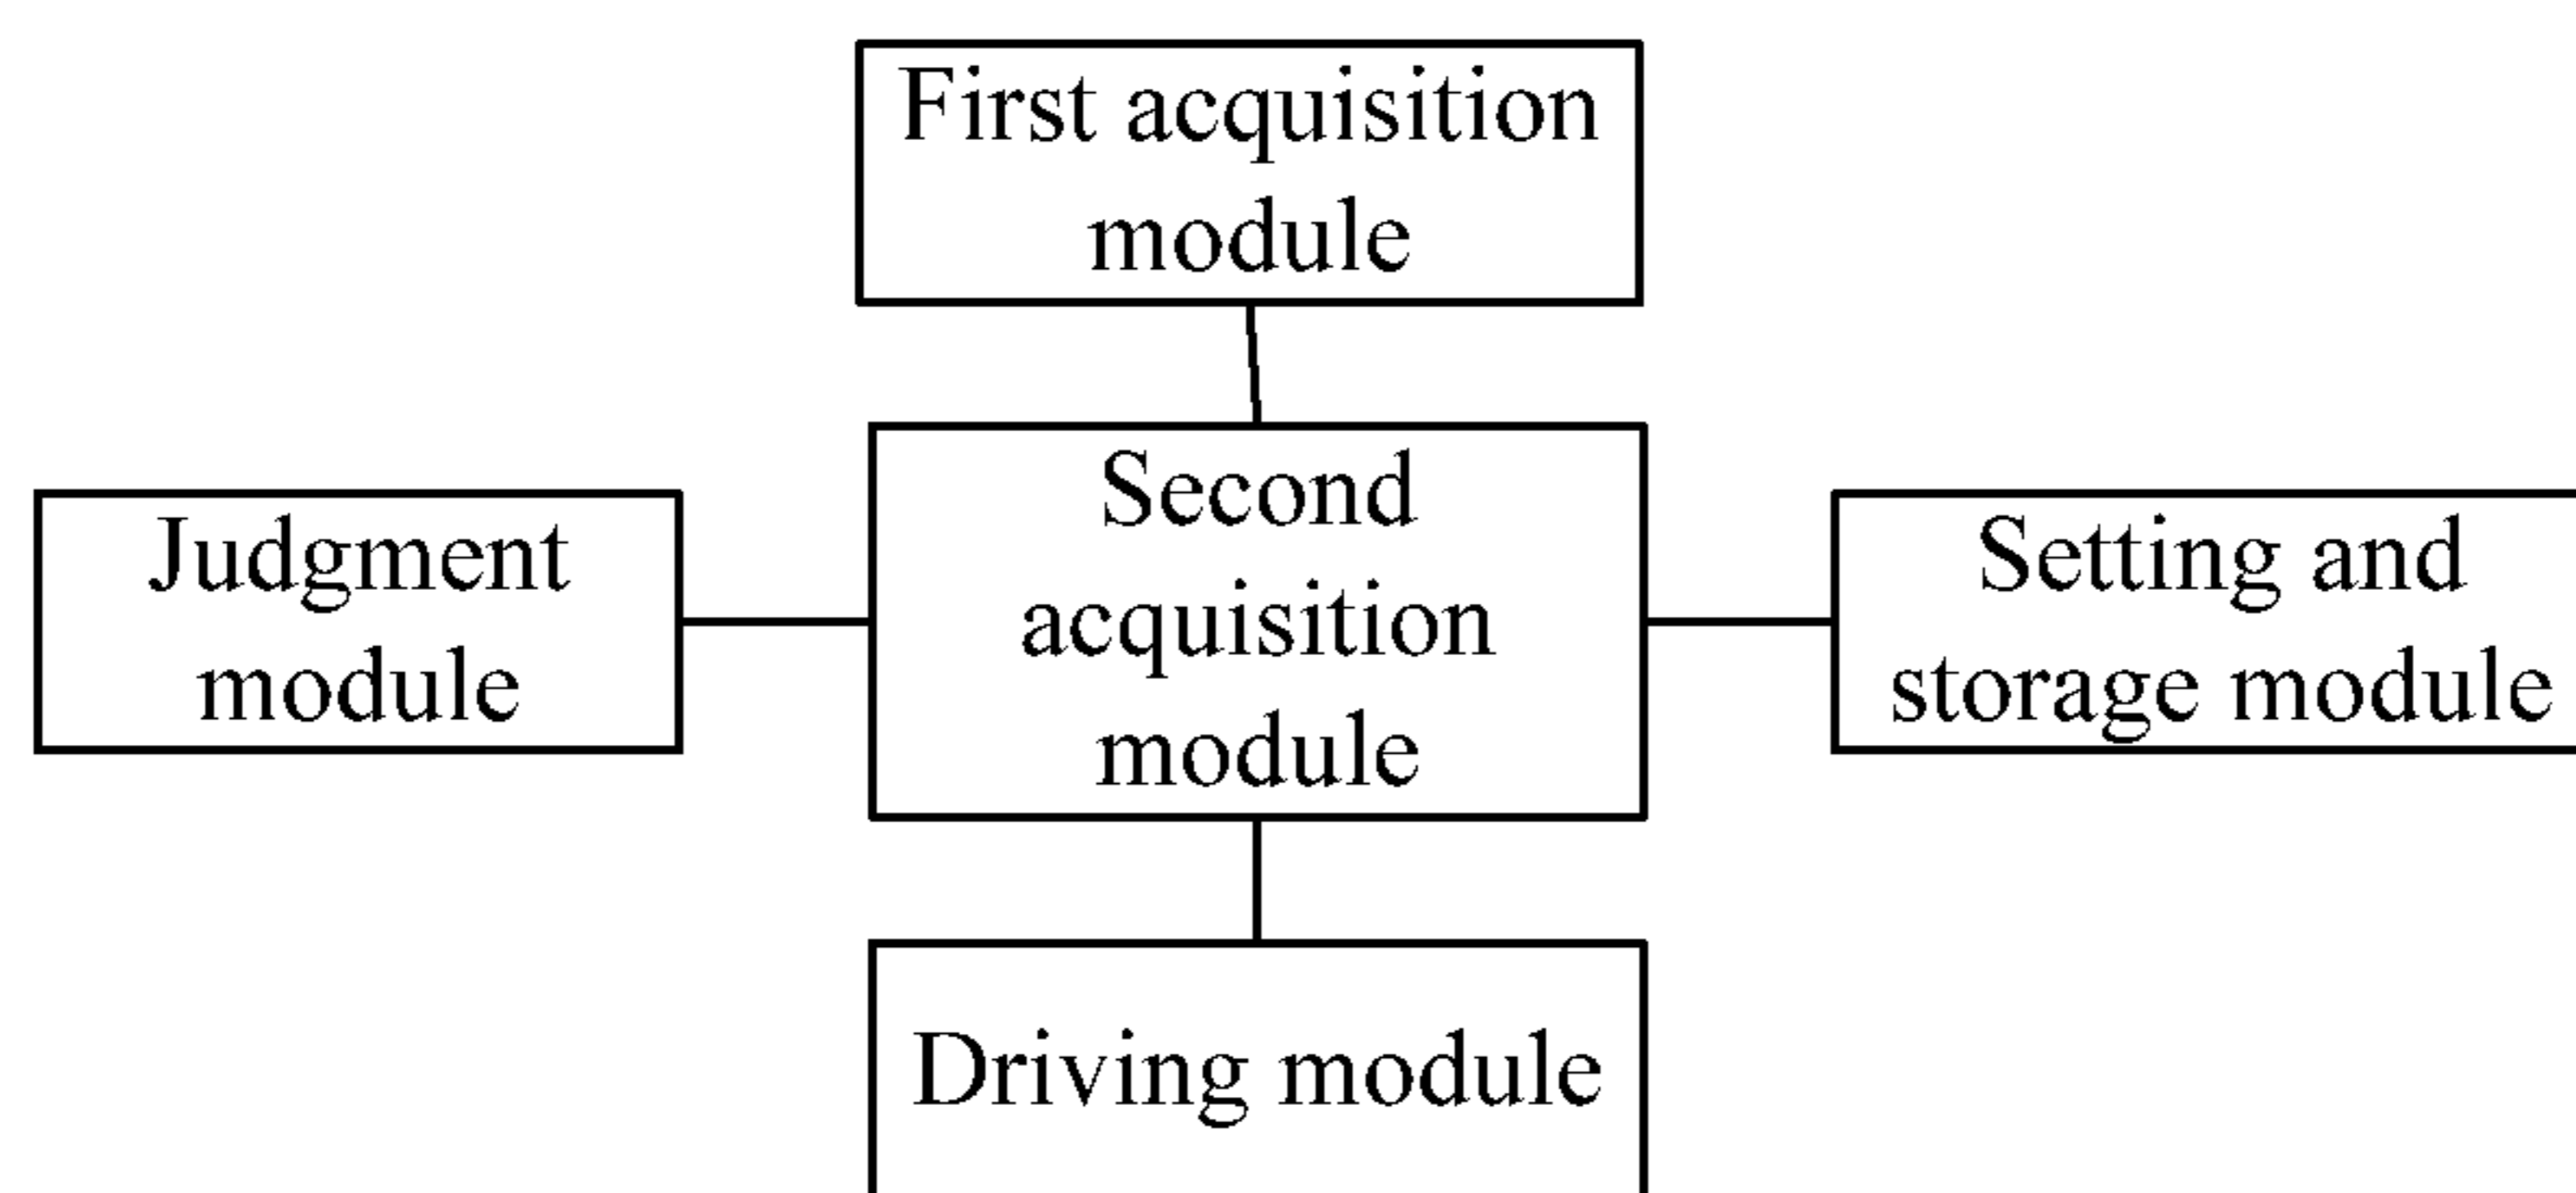 First acquisition
module
Second
acquisition
module
Judgment
module
Setting and
storage module
Driving module